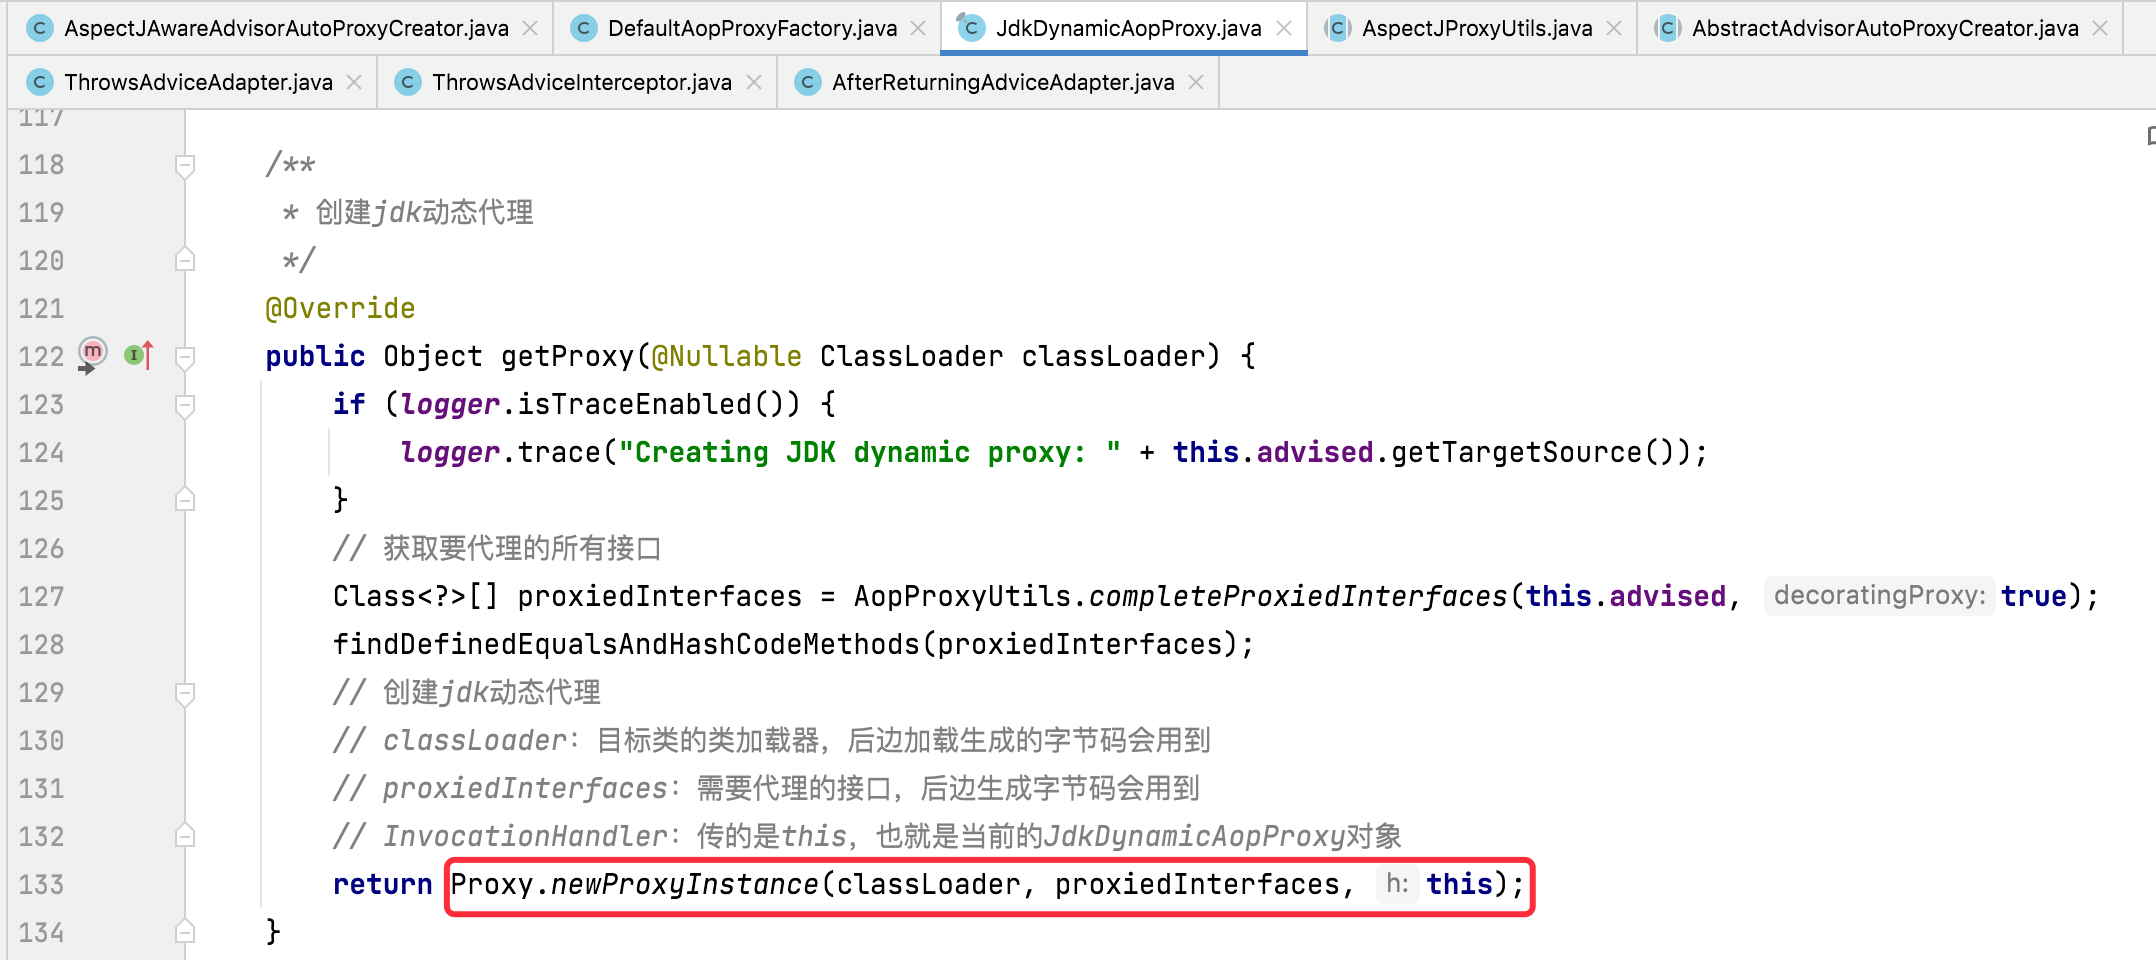 AspectJAwareAdvisorAutoProxyCreator.java DefaultAopProxyFactory.java JdkDynamicAopProxy.java AspectJProxyUtils.java AbstractAdvisorAutoProxyCreator.java
ThrowsAdviceAdapter.java ThrowsAdviceInterceptor.java AfterReturningAdviceAdapter.java
117
118 /**
119 * 创建jdk动态代理
120 */
121 @Override
122 public Object getProxy(@Nullable ClassLoader classLoader) {
123 if (logger.isTraceEnabled()) {
124 logger.trace("Creating JDK dynamic proxy: " + this.advised.getTargetSource());
125 }
126 // 获取要代理的所有接口
127 Class<?>[] proxiedInterfaces = AopProxyUtils.completeProxiedInterfaces(this.advised, decoratingProxy: true);
128 findDefinedEqualsAndHashCodeMethods(proxiedInterfaces);
129 // 创建jdk动态代理
130 // classLoader：目标类的类加载器，后边加载生成的字节码会用到
131 // proxiedInterfaces：需要代理的接口，后边生成字节码会用到
132 // InvocationHandler：传的是this，也就是当前的JdkDynamicAopProxy对象
133 return Proxy.newProxyInstance(classLoader, proxiedInterfaces, h: this);
134 }